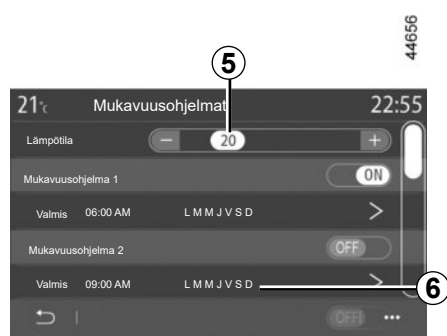 44656
5
21°c Mukavuusohjelmat 22:55
Lämpötila − 20 +
Mukavuusohjelma 1 ON
Valmis 06:00 AM L M M J V S D >
Mukavuusohjelma 2 OFF
Valmis 09:00 AM L M M J V S D >
6
OFF •••